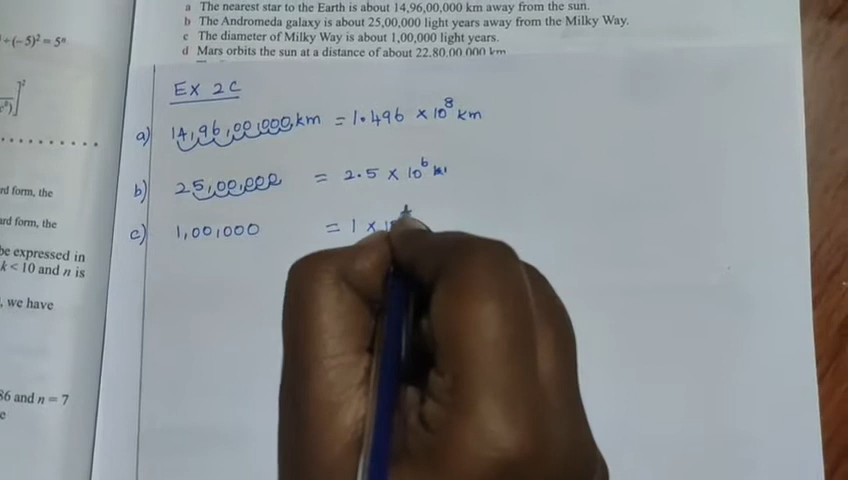 a The nearest star to the Earth is about 14,96,00,000 km away from the sun.
b The Andromeda galaxy is about 25,00,000 light years away from the Milky Way.
c The diameter of Milky Way is about 1,00,000 light years.
d Mars orbits the sun at a distance of about 22,80,00,000 km
÷(−5)² = 5ⁿ
Ex 2C
a) 14,96,00,000 km = 1.496 × 10⁸ km
b) 25,00,000 = 2.5 × 10⁶
c) 1,00,000 = 1 ×
rd form, the
ard form, the
be expressed in
k < 10 and n is
, we have
86 and n = 7